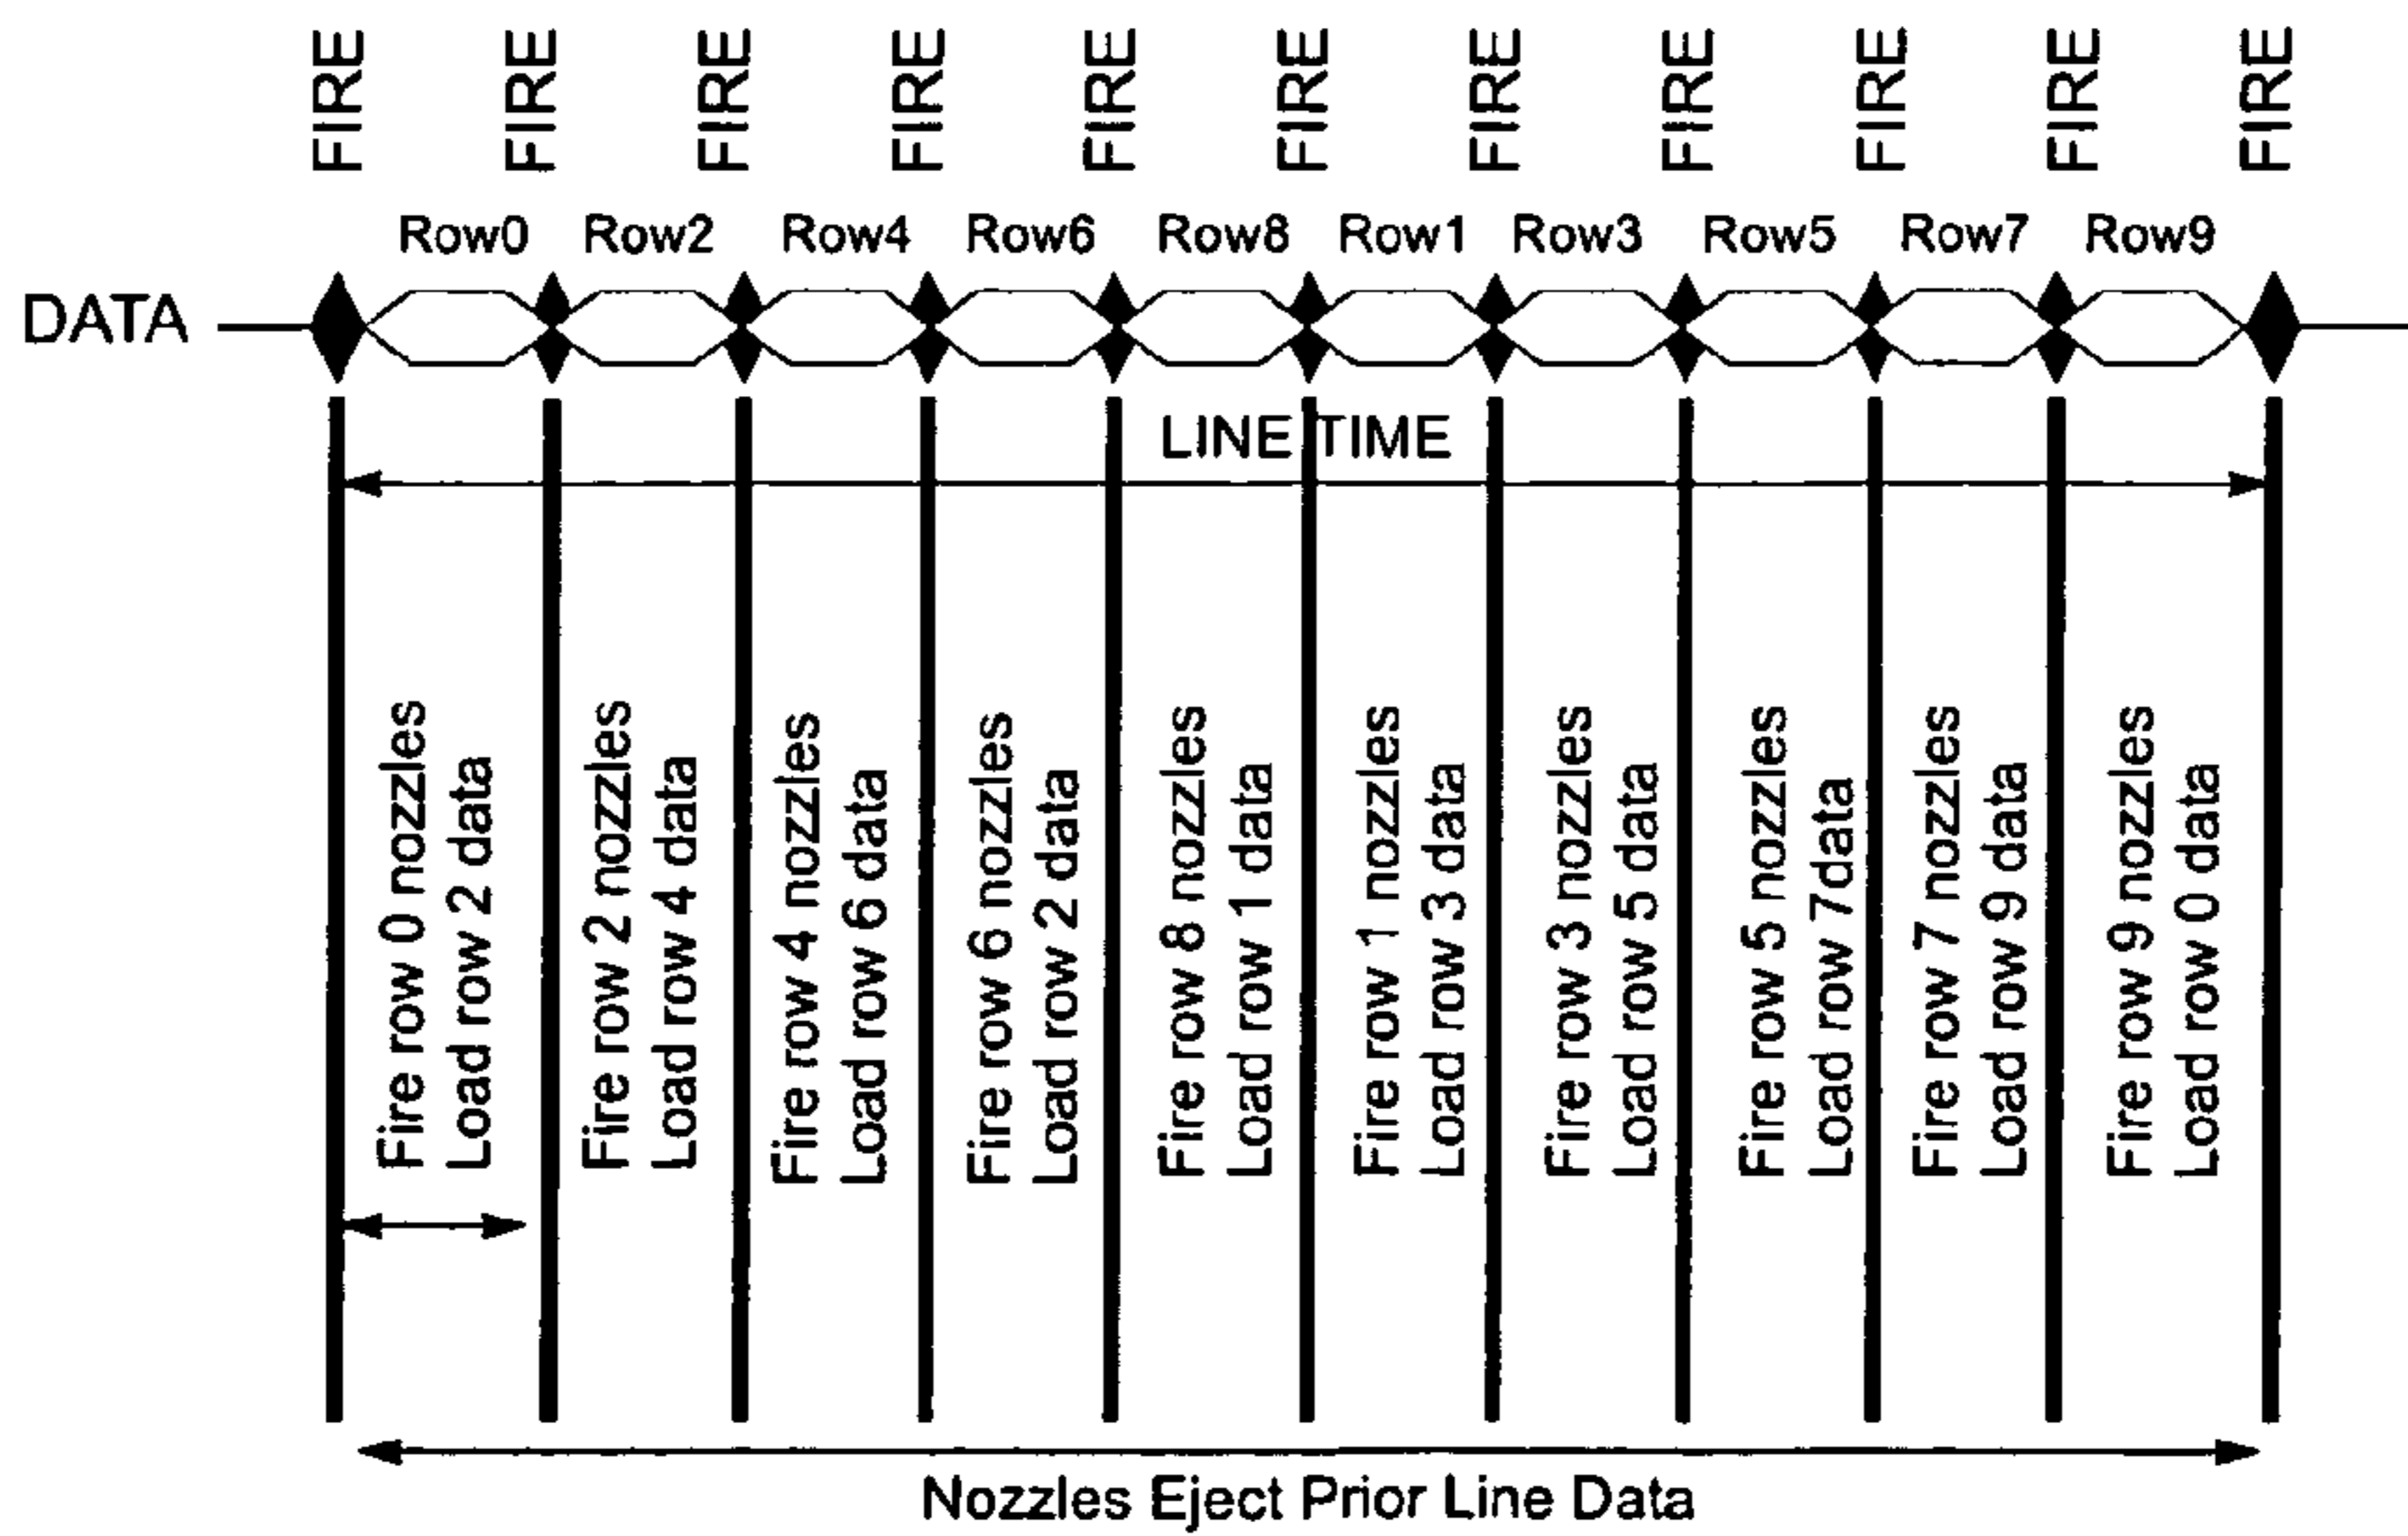 FIRE FIRE FIRE FIRE FIRE FIRE FIRE FIRE FIRE FIRE FIRE
Row0 Row2 Row4 Row6 Row8 Row1 Row3 Row5 Row7 Row9
DATA
LINE TIME
Fire row 0 nozzles
Load row 2 data
Fire row 2 nozzles
Load row 4 data
Fire row 4 nozzles
Load row 6 data
Fire row 6 nozzles
Load row 2 data
Fire row 8 nozzles
Load row 1 data
Fire row 1 nozzles
Load row 3 data
Fire row 3 nozzles
Load row 5 data
Fire row 5 nozzles
Load row 7data
Fire row 7 nozzles
Load row 9 data
Fire row 9 nozzles
Load row 0 data
Nozzles Eject Prior Line Data